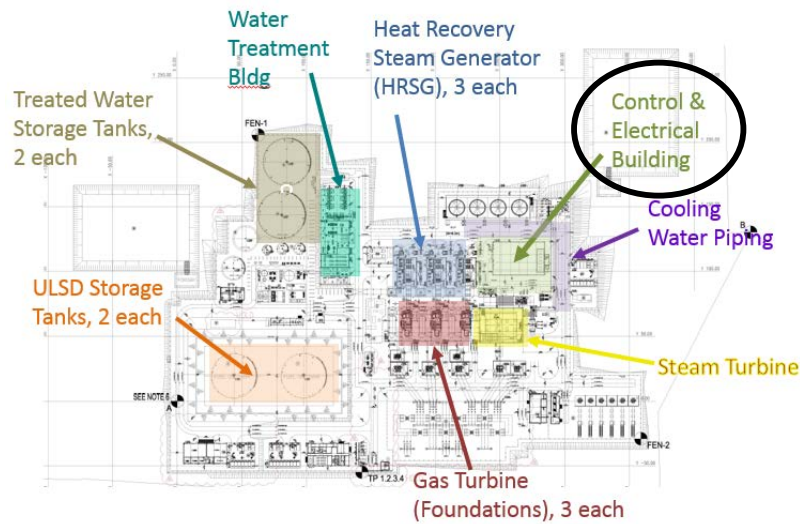 Water
Treatment
Bldg
Heat Recovery
Steam Generator
(HRSG), 3 each
Treated Water
Storage Tanks,
2 each
FEN-1
Control &
Electrical
Building
Cooling
Water Piping
B
ULSD Storage
Tanks, 2 each
Steam Turbine
SEE NOTE 6
A
FEN-2
TP 1.2.3.4
Gas Turbine
(Foundations), 3 each